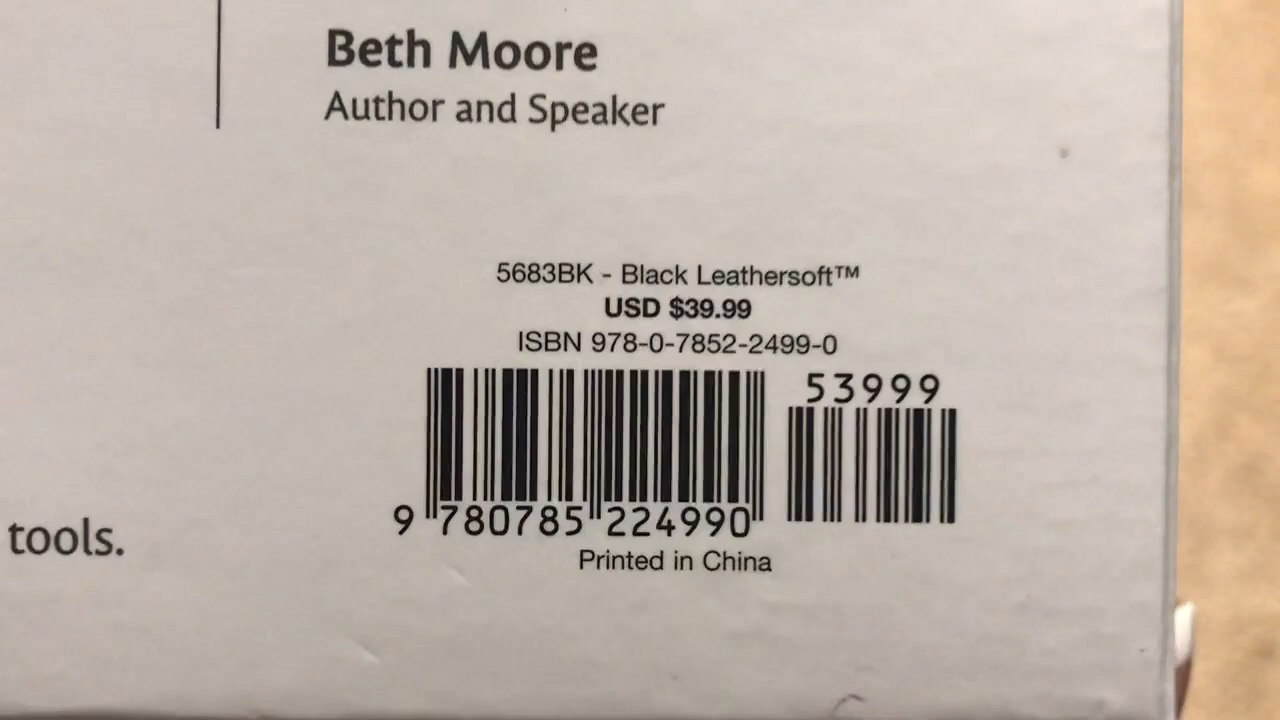 Beth Moore
Author and Speaker
5683BK - Black Leathersoft™
USD $39.99
ISBN 978-0-7852-2499-0
53999
9 780785 224990
Printed in China
tools.